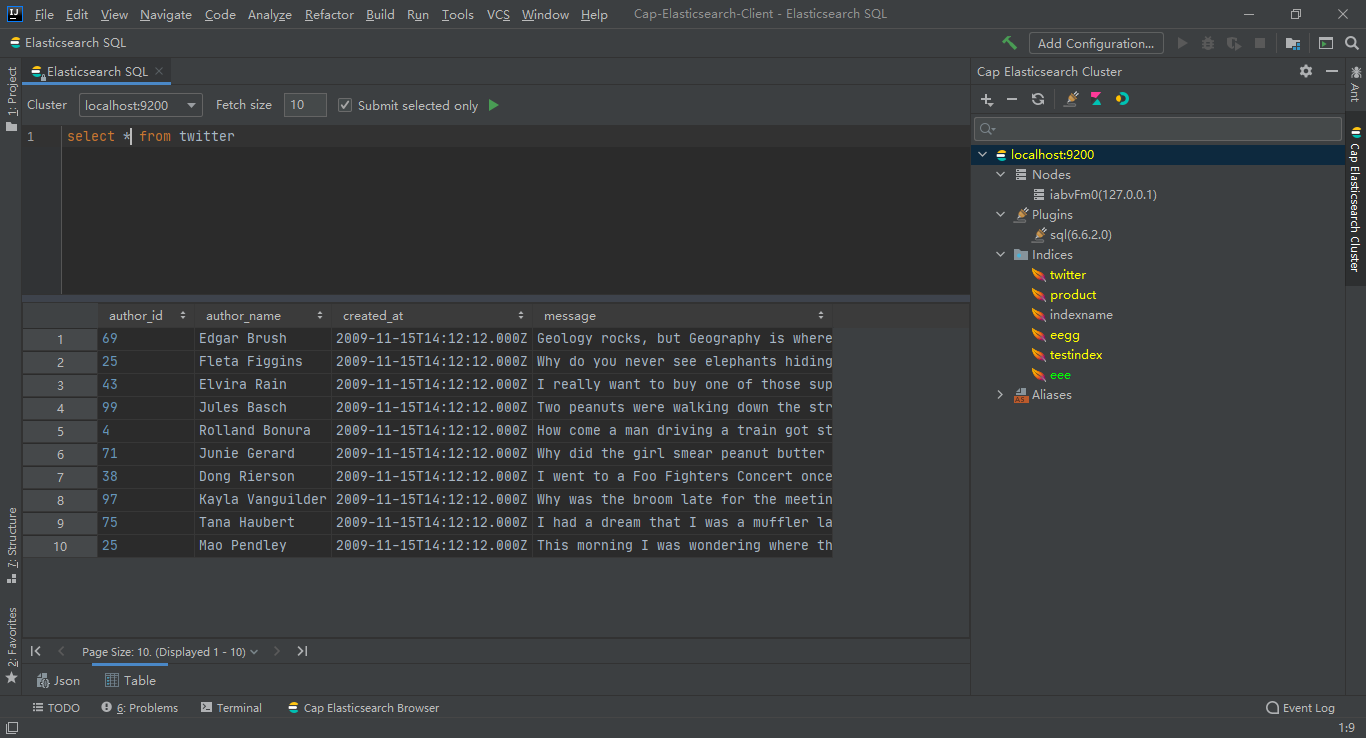 File Edit View Navigate Code Analyze Refactor Build Run Tools VCS Window Help Cap-Elasticsearch-Client - Elasticsearch SQL
Elasticsearch SQL
Add Configuration...
1: Project
Elasticsearch SQL
Cluster localhost:9200 Fetch size 10 Submit selected only
1 select * from twitter
author_id author_name created_at message
1 69 Edgar Brush 2009-11-15T14:12:12.000Z Geology rocks, but Geography is where
2 25 Fleta Figgins 2009-11-15T14:12:12.000Z Why do you never see elephants hiding
3 43 Elvira Rain 2009-11-15T14:12:12.000Z I really want to buy one of those sup
4 99 Jules Basch 2009-11-15T14:12:12.000Z Two peanuts were walking down the str
5 4 Rolland Bonura 2009-11-15T14:12:12.000Z How come a man driving a train got st
6 71 Junie Gerard 2009-11-15T14:12:12.000Z Why did the girl smear peanut butter
7 38 Dong Rierson 2009-11-15T14:12:12.000Z I went to a Foo Fighters Concert once
8 97 Kayla Vanguilder 2009-11-15T14:12:12.000Z Why was the broom late for the meetin
9 75 Tana Haubert 2009-11-15T14:12:12.000Z I had a dream that I was a muffler la
10 25 Mao Pendley 2009-11-15T14:12:12.000Z This morning I was wondering where th
Page Size: 10. (Displayed 1 - 10)
Json Table
7: Structure
2: Favorites
Cap Elasticsearch Cluster
localhost:9200
Nodes
iabvFm0(127.0.0.1)
Plugins
sql(6.6.2.0)
Indices
twitter
product
indexname
eegg
testindex
eee
Aliases
Ant
Cap Elasticsearch Cluster
TODO 6: Problems Terminal Cap Elasticsearch Browser Event Log
1:9